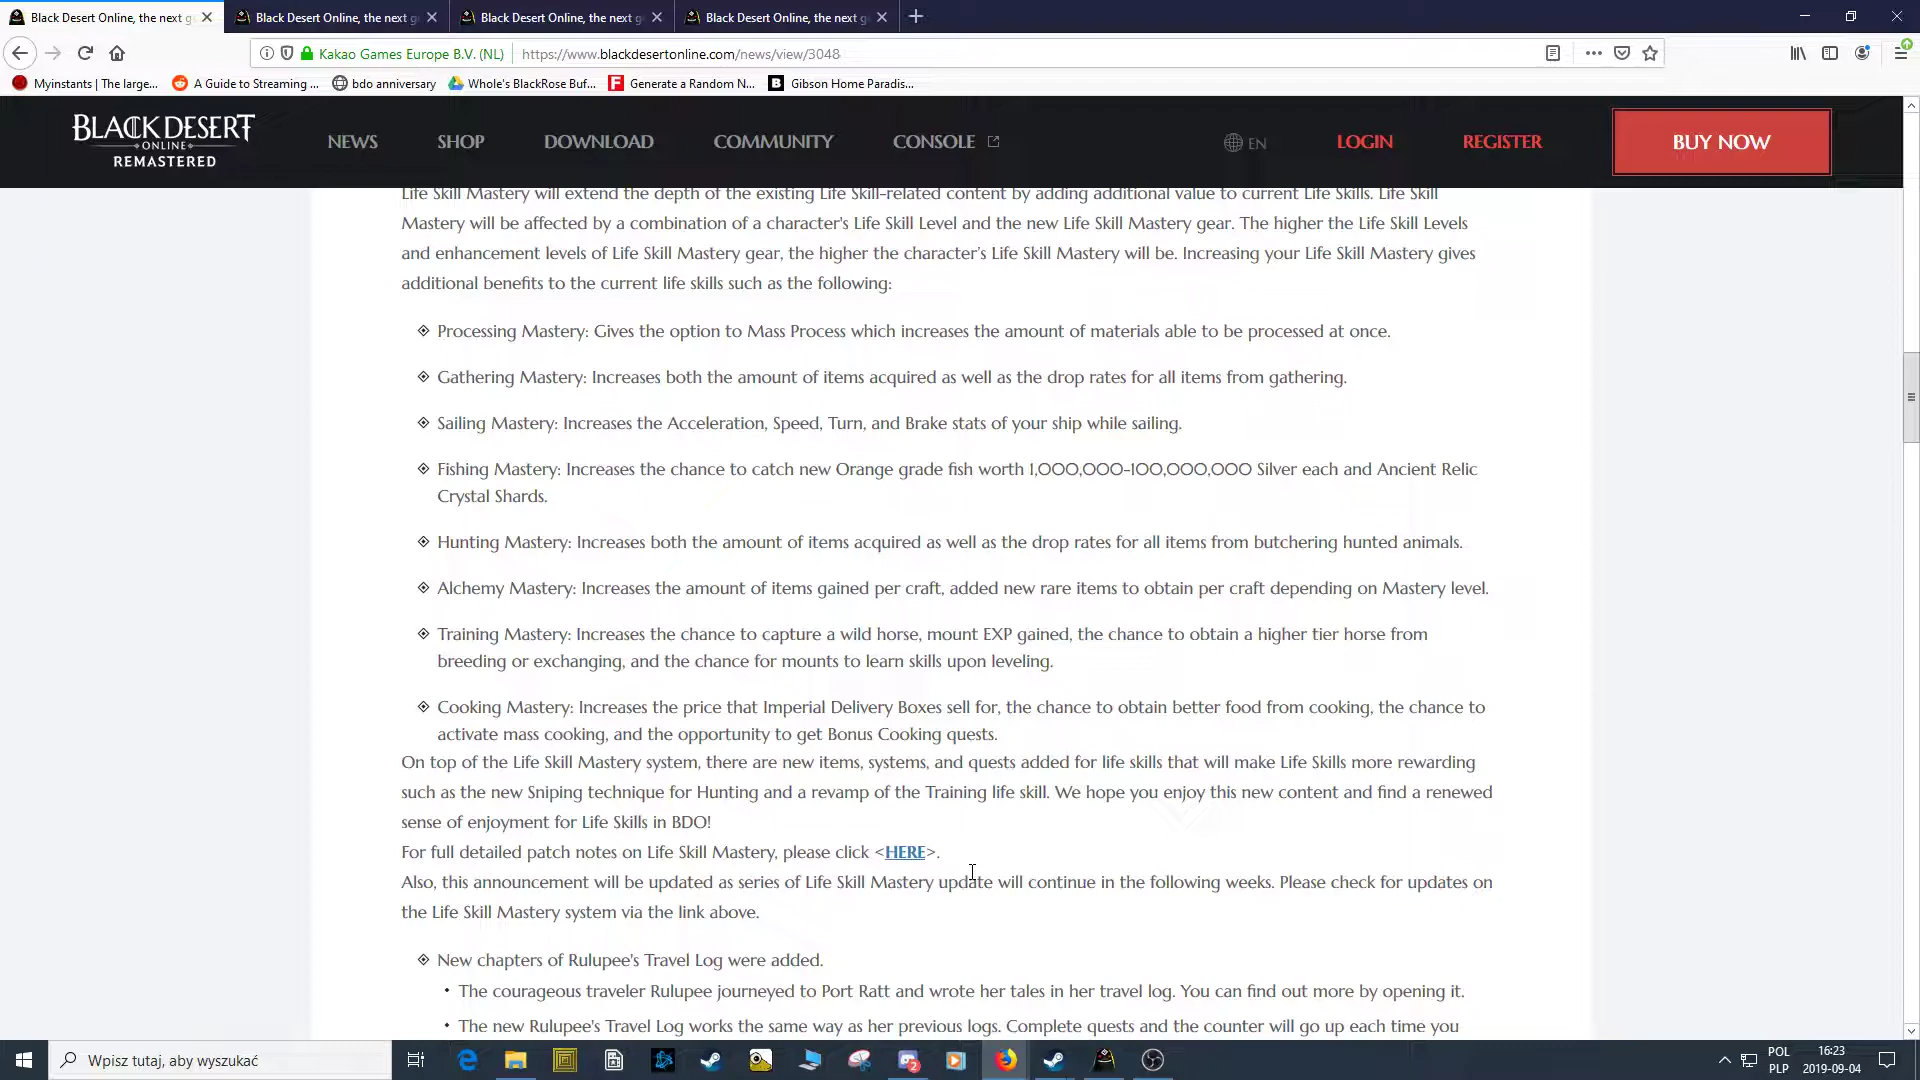 Black Desert Online, the next g
Black Desert Online, the next g
Black Desert Online, the next g
Black Desert Online, the next g
Kakao Games Europe B.V. (NL)
https://www.blackdesertonline.com/news/view/3048
Myinstants | The large...
A Guide to Streaming ...
bdo anniversary
Whole's BlackRose Buf...
Generate a Random N...
Gibson Home Paradis...
BLACK DESERT
ONLINE
REMASTERED
NEWS
SHOP
DOWNLOAD
COMMUNITY
CONSOLE
EN
LOGIN
REGISTER
BUY NOW
Life Skill Mastery will extend the depth of the existing Life Skill-related content by adding additional value to current Life Skills. Life Skill
Mastery will be affected by a combination of a character's Life Skill Level and the new Life Skill Mastery gear. The higher the Life Skill Levels
and enhancement levels of Life Skill Mastery gear, the higher the character's Life Skill Mastery will be. Increasing your Life Skill Mastery gives
additional benefits to the current life skills such as the following:
Processing Mastery: Gives the option to Mass Process which increases the amount of materials able to be processed at once.
Gathering Mastery: Increases both the amount of items acquired as well as the drop rates for all items from gathering.
Sailing Mastery: Increases the Acceleration, Speed, Turn, and Brake stats of your ship while sailing.
Fishing Mastery: Increases the chance to catch new Orange grade fish worth 1,000,000-100,000,000 Silver each and Ancient Relic
Crystal Shards.
Hunting Mastery: Increases both the amount of items acquired as well as the drop rates for all items from butchering hunted animals.
Alchemy Mastery: Increases the amount of items gained per craft, added new rare items to obtain per craft depending on Mastery level.
Training Mastery: Increases the chance to capture a wild horse, mount EXP gained, the chance to obtain a higher tier horse from
breeding or exchanging, and the chance for mounts to learn skills upon leveling.
Cooking Mastery: Increases the price that Imperial Delivery Boxes sell for, the chance to obtain better food from cooking, the chance to
activate mass cooking, and the opportunity to get Bonus Cooking quests.
On top of the Life Skill Mastery system, there are new items, systems, and quests added for life skills that will make Life Skills more rewarding
such as the new Sniping technique for Hunting and a revamp of the Training life skill. We hope you enjoy this new content and find a renewed
sense of enjoyment for Life Skills in BDO!
For full detailed patch notes on Life Skill Mastery, please click <HERE>.
Also, this announcement will be updated as series of Life Skill Mastery update will continue in the following weeks. Please check for updates on
the Life Skill Mastery system via the link above.
New chapters of Rulupee's Travel Log were added.
The courageous traveler Rulupee journeyed to Port Ratt and wrote her tales in her travel log. You can find out more by opening it.
The new Rulupee's Travel Log works the same way as her previous logs. Complete quests and the counter will go up each time you
Wpisz tutaj, aby wyszukać
2
POL
PLP
16:23
2019-09-04